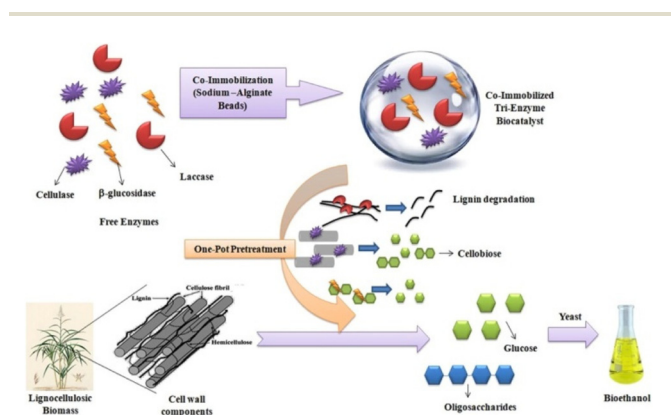 Co-Immobilization
(Sodium –Alginate
Beads)
Co-Immobilized
Tri-Enzyme
Biocatalyst
Laccase
Cellulase
β-glucosidase
Free Enzymes
Lignin degradation
One-Pot Pretreatment
Cellobiose
Lignin
Cellulose fibril
Hemicellulose
Yeast
Glucose
Lignocellulosic
Biomass
Cell wall
components
Oligosaccharides
Bioethanol